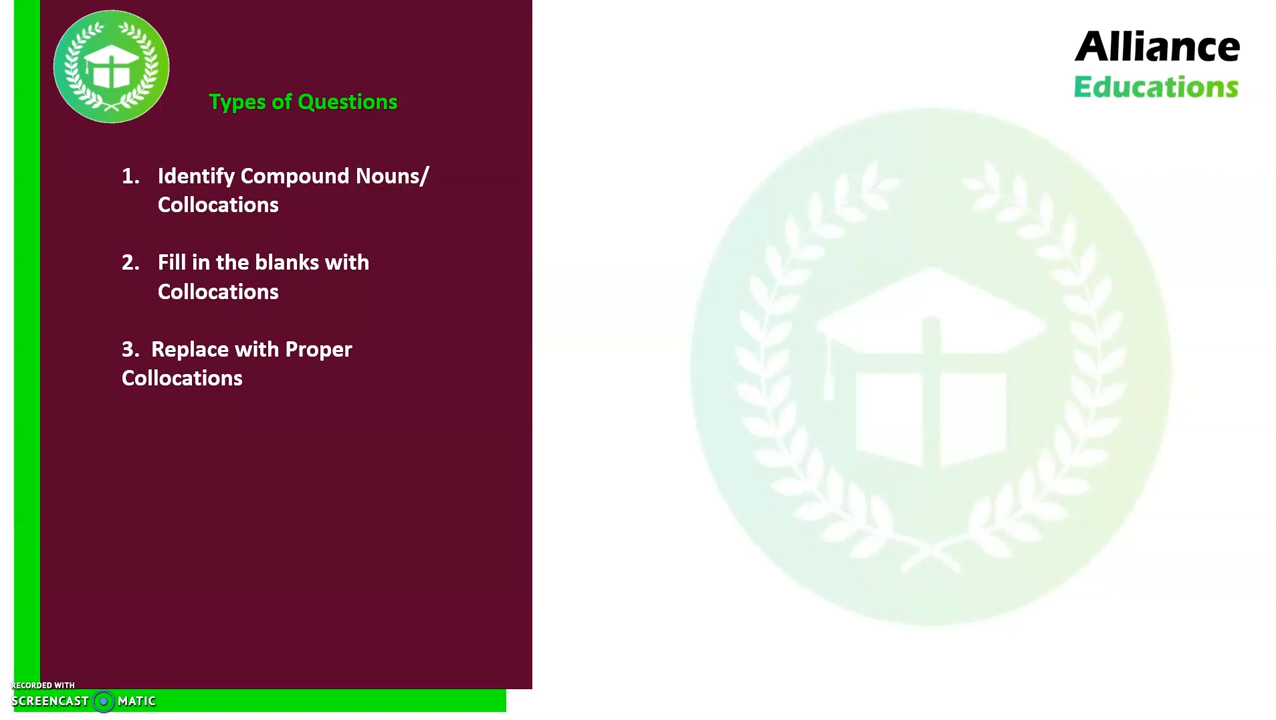 Alliance
Educations
Types of Questions
1. Identify Compound Nouns/
Collocations
2. Fill in the blanks with
Collocations
3. Replace with Proper
Collocations
RECORDED WITH
SCREENCAST MATIC